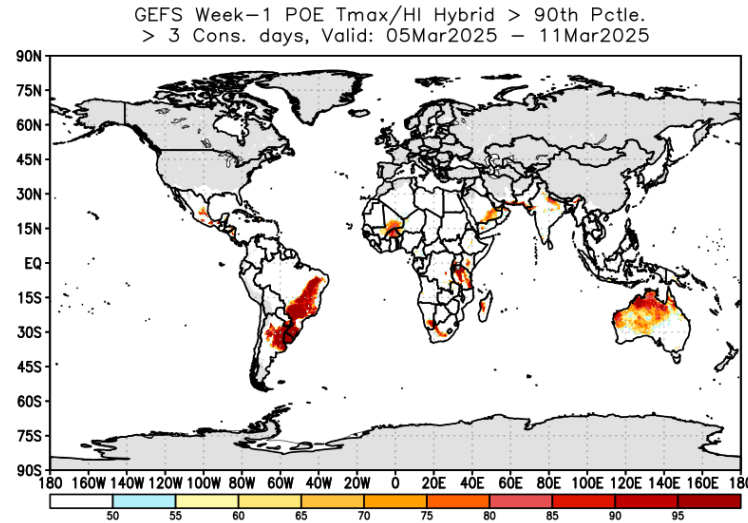 GEFS Week-1 POE Tmax/HI Hybrid > 90th Pctle.
> 3 Cons. days, Valid: 05Mar2025 - 11Mar2025
90N
75N
60N
45N
30N
15N
EQ
15S
30S
45S
60S
75S
90S
180 160W 140W 120W 100W 80W 60W 40W 20W 0 20E 40E 60E 80E 100E 120E 140E 160E 180
50 55 60 65 70 75 80 85 90 95